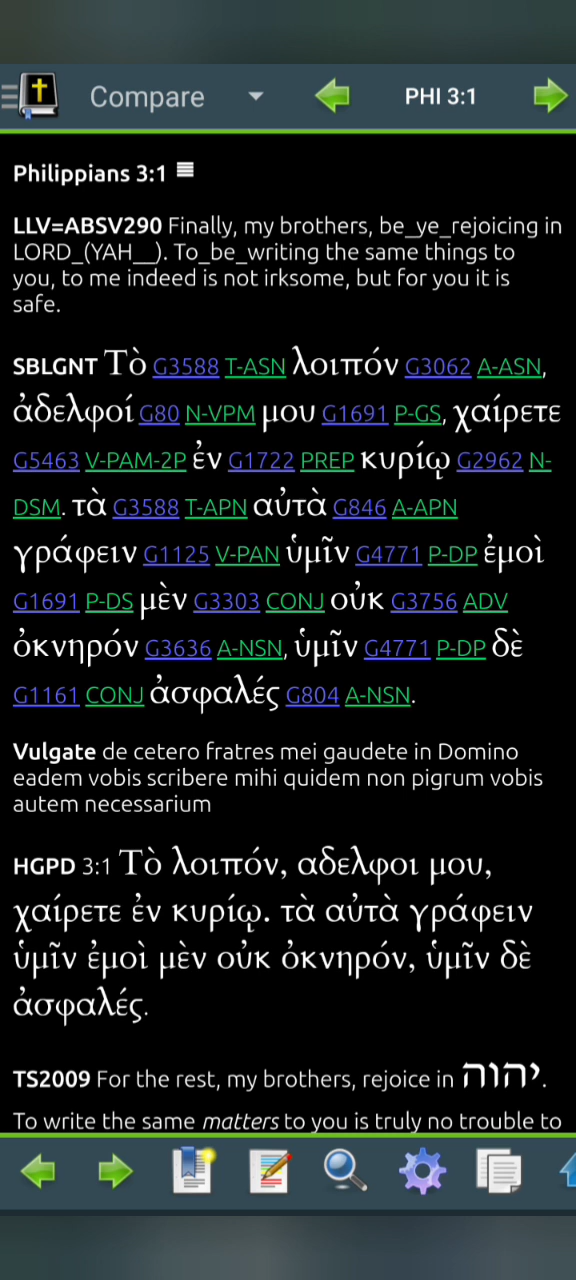 Compare
PHI 3:1
Philippians 3:1
LLV=ABSV290 Finally, my brothers, be_ye_rejoicing in
LORD_(YAH__). To_be_writing the same things to
you, to me indeed is not irksome, but for you it is
safe.
SBLGNT Τὸ G3588 T-ASN λοιπόν G3062 A-ASN,
ἀδελφοί G80 N-VPM μου G1691 P-GS, χαίρετε
G5463 V-PAM-2P ἐν G1722 PREP κυρίῳ G2962 N-
DSM. τὰ G3588 T-APN αὐτὰ G846 A-APN
γράφειν G1125 V-PAN ὑμῖν G4771 P-DP ἐμοὶ
G1691 P-DS μὲν G3303 CONJ οὐκ G3756 ADV
ὀκνηρόν G3636 A-NSN, ὑμῖν G4771 P-DP δὲ
G1161 CONJ ἀσφαλές G804 A-NSN.
Vulgate de cetero fratres mei gaudete in Domino
eadem vobis scribere mihi quidem non pigrum vobis
autem necessarium
HGPD 3:1 Τὸ λοιπόν, αδελφοι μου,
χαίρετε ἐν κυρίῳ. τὰ αὐτὰ γράφειν
ὑμῖν ἐμοὶ μὲν οὐκ ὀκνηρόν, ὑμῖν δὲ
ἀσφαλές.
TS2009 For the rest, my brothers, rejoice in יהוה.
To write the same matters to you is truly no trouble to